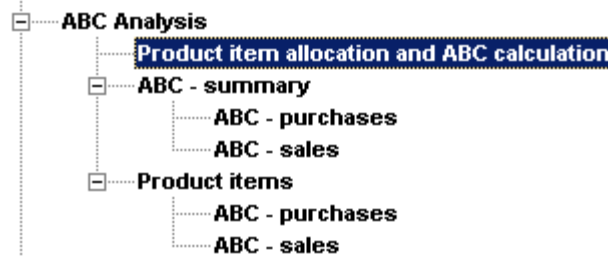 ABC Analysis
Product item allocation and ABC calculation
ABC - summary
ABC - purchases
ABC - sales
Product items
ABC - purchases
ABC - sales